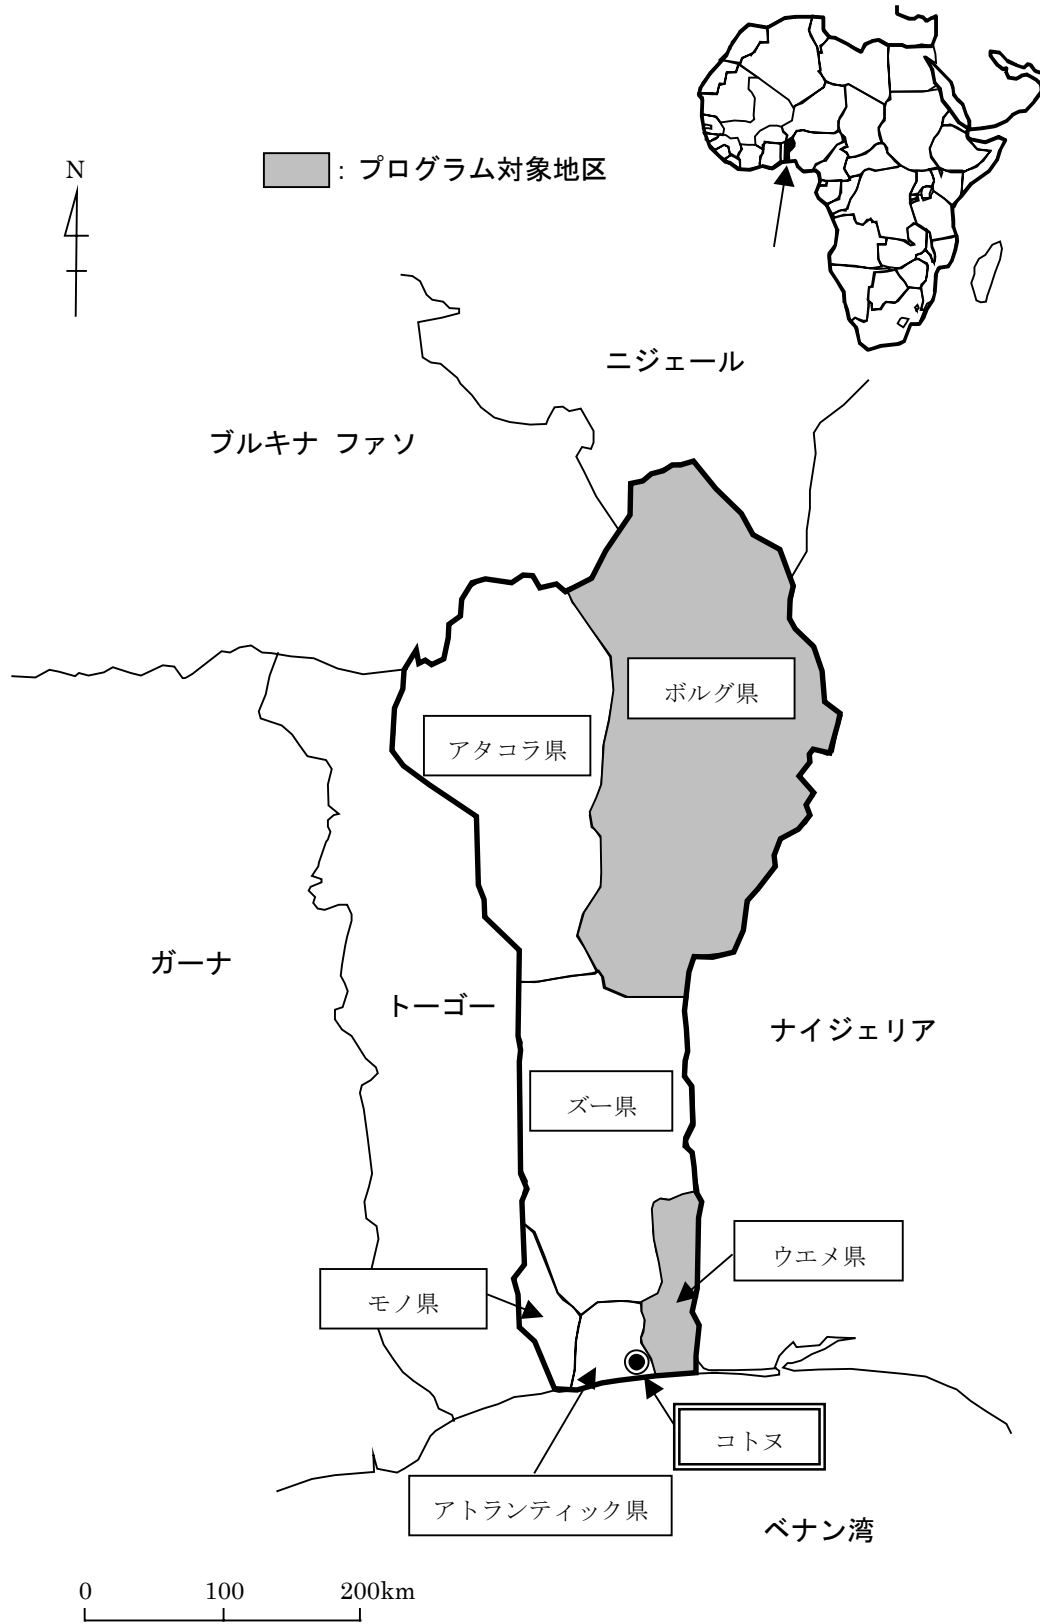 N
: プログラム対象地区
ニジェール
ブルキナ ファソ
ボルグ県
アタコラ県
ガーナ
トーゴー
ナイジェリア
ズー県
ウエメ県
モノ県
コトヌ
アトランティック県
ベナン湾
0 100 200km